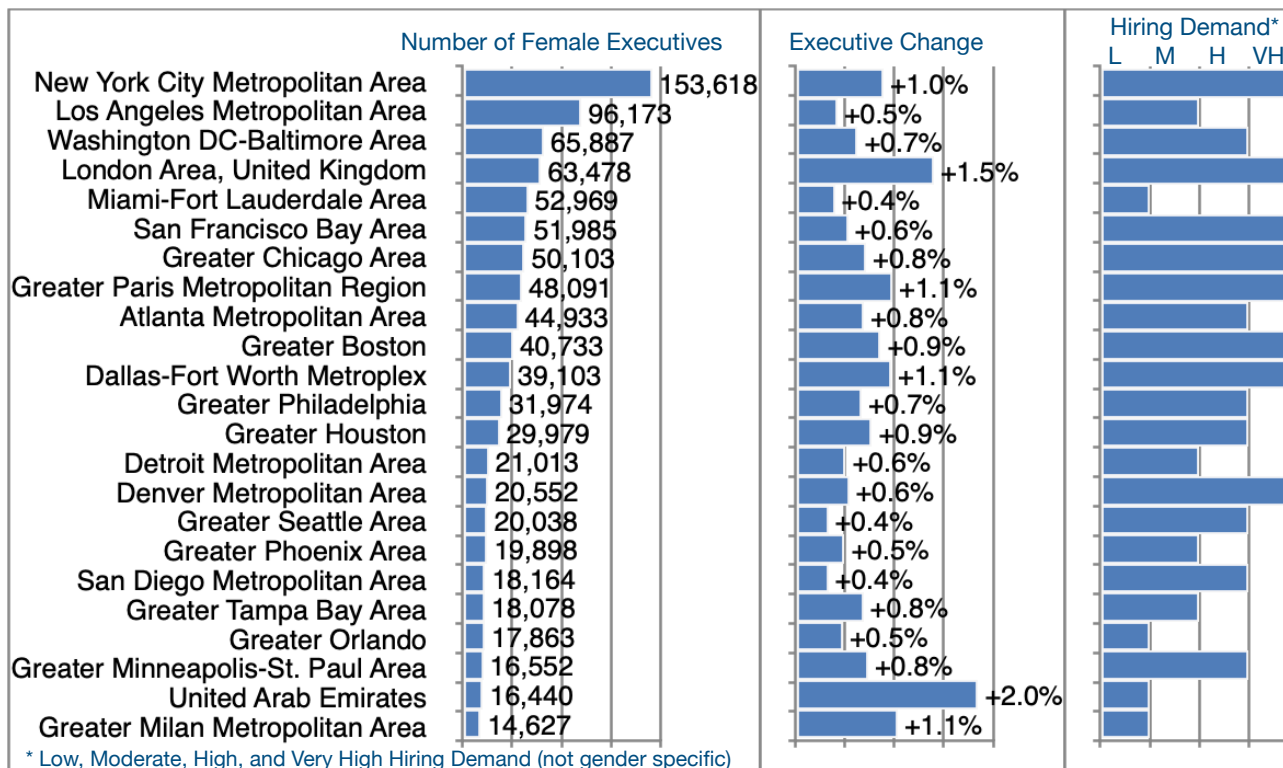 Number of Female Executives Executive Change Hiring Demand*
L M H VH
New York City Metropolitan Area 153,618 +1.0%
Los Angeles Metropolitan Area 96,173 +0.5%
Washington DC-Baltimore Area 65,887 +0.7%
London Area, United Kingdom 63,478 +1.5%
Miami-Fort Lauderdale Area 52,969 +0.4%
San Francisco Bay Area 51,985 +0.6%
Greater Chicago Area 50,103 +0.8%
Greater Paris Metropolitan Region 48,091 +1.1%
Atlanta Metropolitan Area 44,933 +0.8%
Greater Boston 40,733 +0.9%
Dallas-Fort Worth Metroplex 39,103 +1.1%
Greater Philadelphia 31,974 +0.7%
Greater Houston 29,979 +0.9%
Detroit Metropolitan Area 21,013 +0.6%
Denver Metropolitan Area 20,552 +0.6%
Greater Seattle Area 20,038 +0.4%
Greater Phoenix Area 19,898 +0.5%
San Diego Metropolitan Area 18,164 +0.4%
Greater Tampa Bay Area 18,078 +0.8%
Greater Orlando 17,863 +0.5%
Greater Minneapolis-St. Paul Area 16,552 +0.8%
United Arab Emirates 16,440 +2.0%
Greater Milan Metropolitan Area 14,627 +1.1%
* Low, Moderate, High, and Very High Hiring Demand (not gender specific)